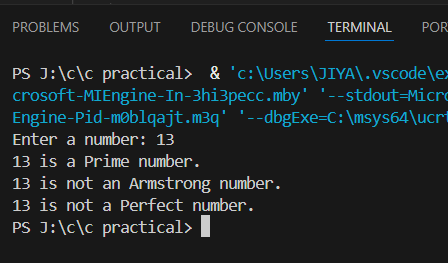 PROBLEMS OUTPUT DEBUG CONSOLE TERMINAL POR
PS J:\c\c practical> & 'c:\Users\JIYA\.vscode\ex
crosoft-MIEngine-In-3hi3pecc.mby' '--stdout=Micro
Engine-Pid-m0blqajt.m3q' '--dbgExe=C:\msys64\ucrt
Enter a number: 13
13 is a Prime number.
13 is not an Armstrong number.
13 is not a Perfect number.
PS J:\c\c practical>